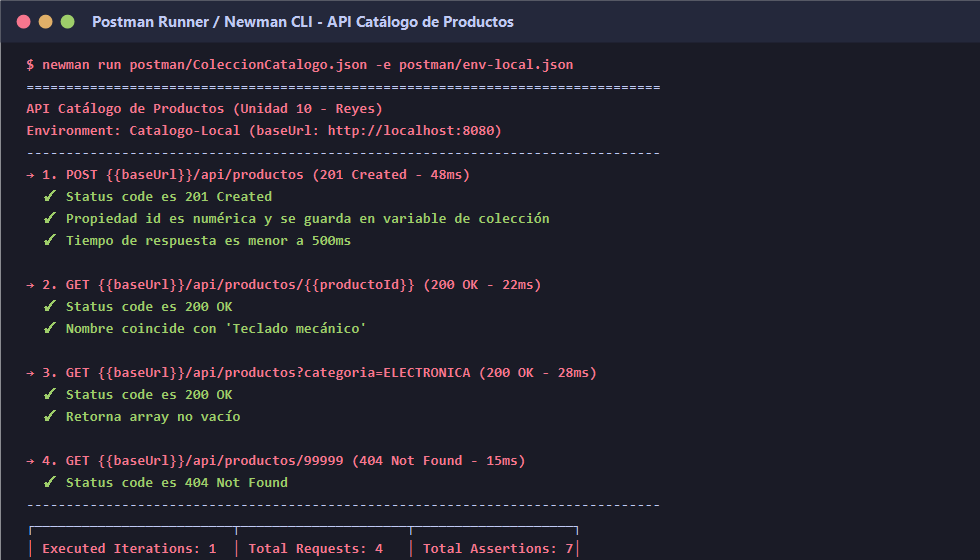 Postman Runner / Newman CLI - API Catálogo de Productos
$ newman run postman/ColeccionCatalogo.json -e postman/env-local.json
================================================================================
API Catálogo de Productos (Unidad 10 - Reyes)
Environment: Catalogo-Local (baseUrl: http://localhost:8080)
--------------------------------------------------------------------------------
→ 1. POST {{baseUrl}}/api/productos (201 Created - 48ms)
✓ Status code es 201 Created
✓ Propiedad id es numérica y se guarda en variable de colección
✓ Tiempo de respuesta es menor a 500ms
→ 2. GET {{baseUrl}}/api/productos/{{productoId}} (200 OK - 22ms)
✓ Status code es 200 OK
✓ Nombre coincide con 'Teclado mecánico'
→ 3. GET {{baseUrl}}/api/productos?categoria=ELECTRONICA (200 OK - 28ms)
✓ Status code es 200 OK
✓ Retorna array no vacío
→ 4. GET {{baseUrl}}/api/productos/99999 (404 Not Found - 15ms)
✓ Status code es 404 Not Found
--------------------------------------------------------------------------------
│ Executed Iterations: 1 │ Total Requests: 4 │ Total Assertions: 7│